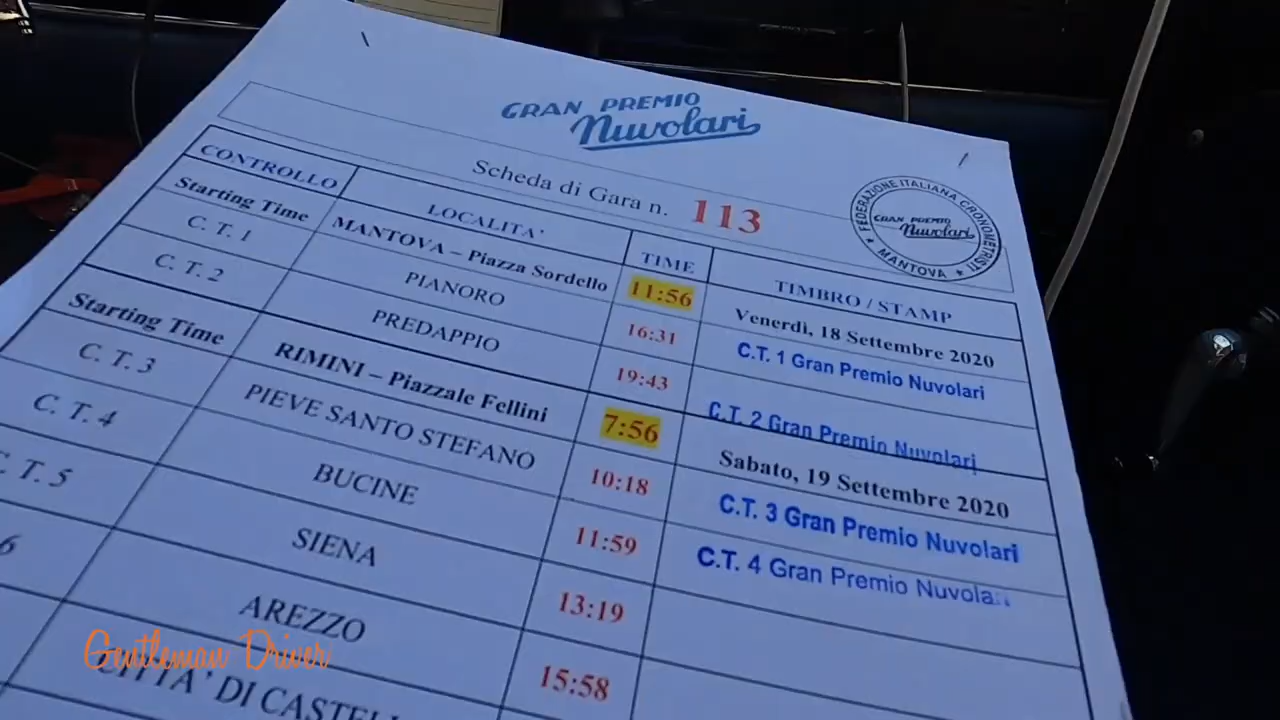 GRAN PREMIO
Nuvolari
Scheda di Gara n. 113
FEDERAZIONE ITALIANA CRONOMETRISTI
GRAN PREMIO
Nuvolari
★ MANTOVA ★
CONTROLLO LOCALITA' TIME TIMBRO / STAMP
Starting Time MANTOVA – Piazza Sordello 11:56 Venerdì, 18 Settembre 2020
C. T. 1 PIANORO 16:31 C.T. 1 Gran Premio Nuvolari
C. T. 2 PREDAPPIO 19:43 C.T. 2 Gran Premio Nuvolari
Starting Time RIMINI – Piazzale Fellini 7:56 Sabato, 19 Settembre 2020
C. T. 3 PIEVE SANTO STEFANO 10:18 C.T. 3 Gran Premio Nuvolari
C. T. 4 BUCINE 11:59 C.T. 4 Gran Premio Nuvolari
T. 5 SIENA 13:19
6 AREZZO 15:58
CITTA' DI
Gentleman Driver